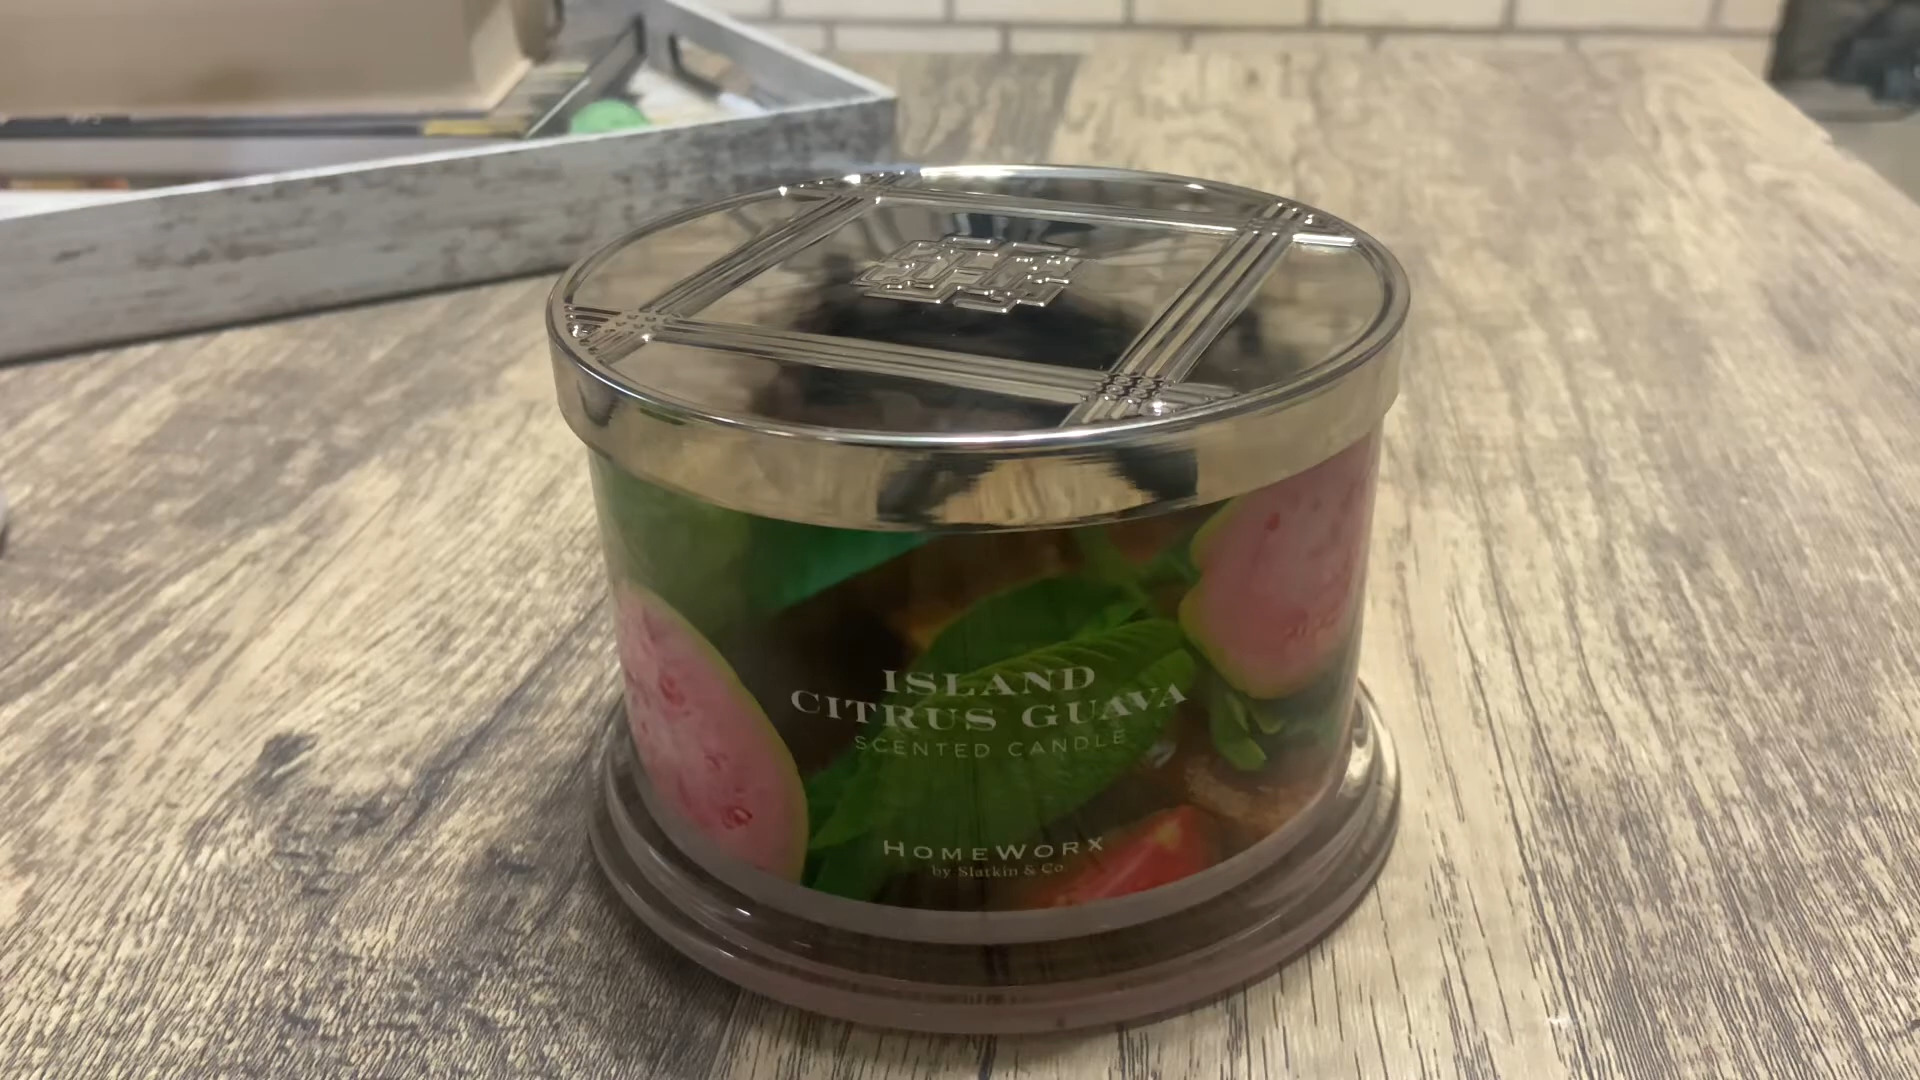 ISLAND
CITRUS GUAVA
SCENTED CANDLE
HOMEWORX
by Slatkin & Co